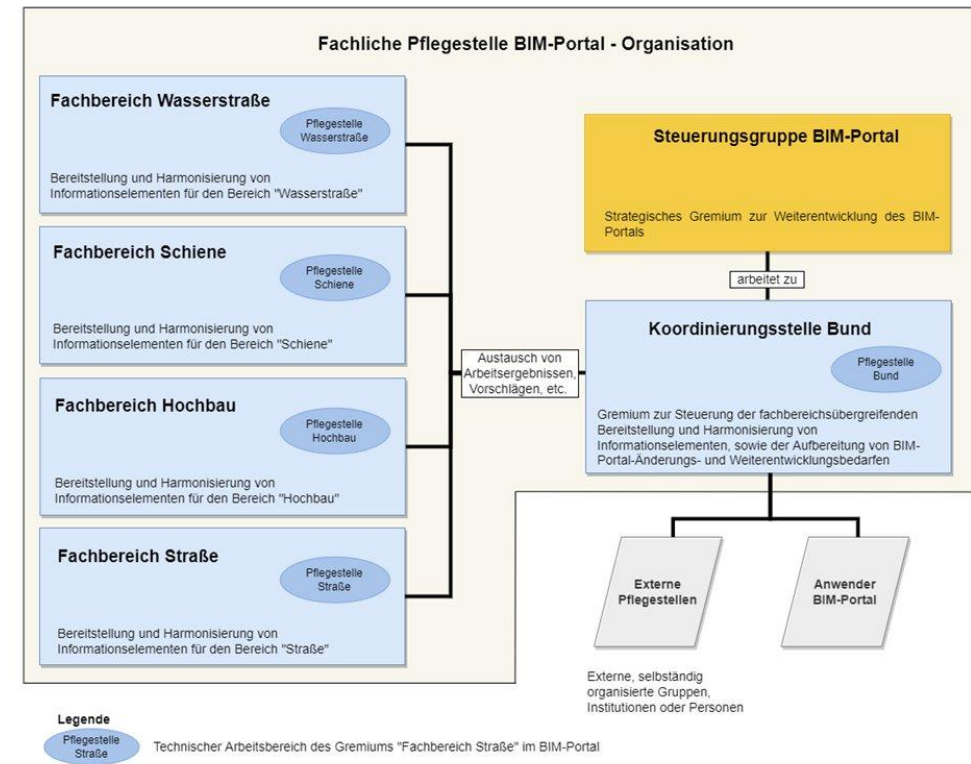 Fachliche Pflegestelle BIM-Portal - Organisation
Fachbereich Wasserstraße
Pflegestelle
Wasserstraße
Bereitstellung und Harmonisierung von
Informationselementen für den Bereich "Wasserstraße"
Fachbereich Schiene
Pflegestelle
Schiene
Bereitstellung und Harmonisierung von
Informationselementen für den Bereich "Schiene"
Fachbereich Hochbau
Pflegestelle
Hochbau
Bereitstellung und Harmonisierung von
Informationselementen für den Bereich "Hochbau"
Fachbereich Straße
Pflegestelle
Straße
Bereitstellung und Harmonisierung von
Informationselementen für den Bereich "Straße"
Austausch von
Arbeitsergebnissen,
Vorschlägen, etc.
Steuerungsgruppe BIM-Portal
Strategisches Gremium zur Weiterentwicklung des BIM-
Portals
arbeitet zu
Koordinierungsstelle Bund
Pflegestelle
Bund
Gremium zur Steuerung der fachbereichsübergreifenden
Bereitstellung und Harmonisierung von
Informationselementen, sowie der Aufbereitung von BIM-
Portal-Änderungs- und Weiterentwicklungsbedarfen
Externe
Pflegestellen
Anwender
BIM-Portal
Externe, selbständig
organisierte Gruppen,
Institutionen oder Personen
Legende
Pflegestelle
Straße
Technischer Arbeitsbereich des Gremiums "Fachbereich Straße" im BIM-Portal